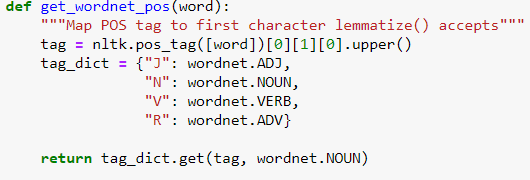 def get_wordnet_pos(word):
    """Map POS tag to first character lemmatize() accepts"""
    tag = nltk.pos_tag([word])[0][1][0].upper()
    tag_dict = {"J": wordnet.ADJ,
                "N": wordnet.NOUN,
                "V": wordnet.VERB,
                "R": wordnet.ADV}
    return tag_dict.get(tag, wordnet.NOUN)